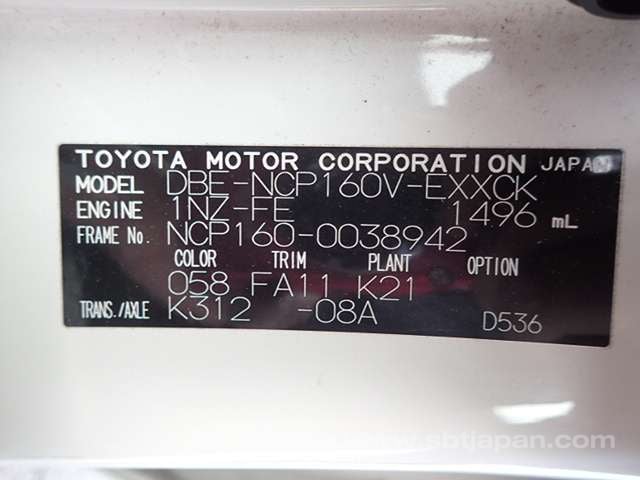 TOYOTA MOTOR CORPORATION JAPAN
MODEL DBE-NCP160V-EXXCK
ENGINE 1NZ-FE 1496 mL
FRAME No. NCP160-0038942
COLOR TRIM PLANT OPTION
058 FA11 K21
TRANS./AXLE K312 -08A D536
www.sbtjapan.com